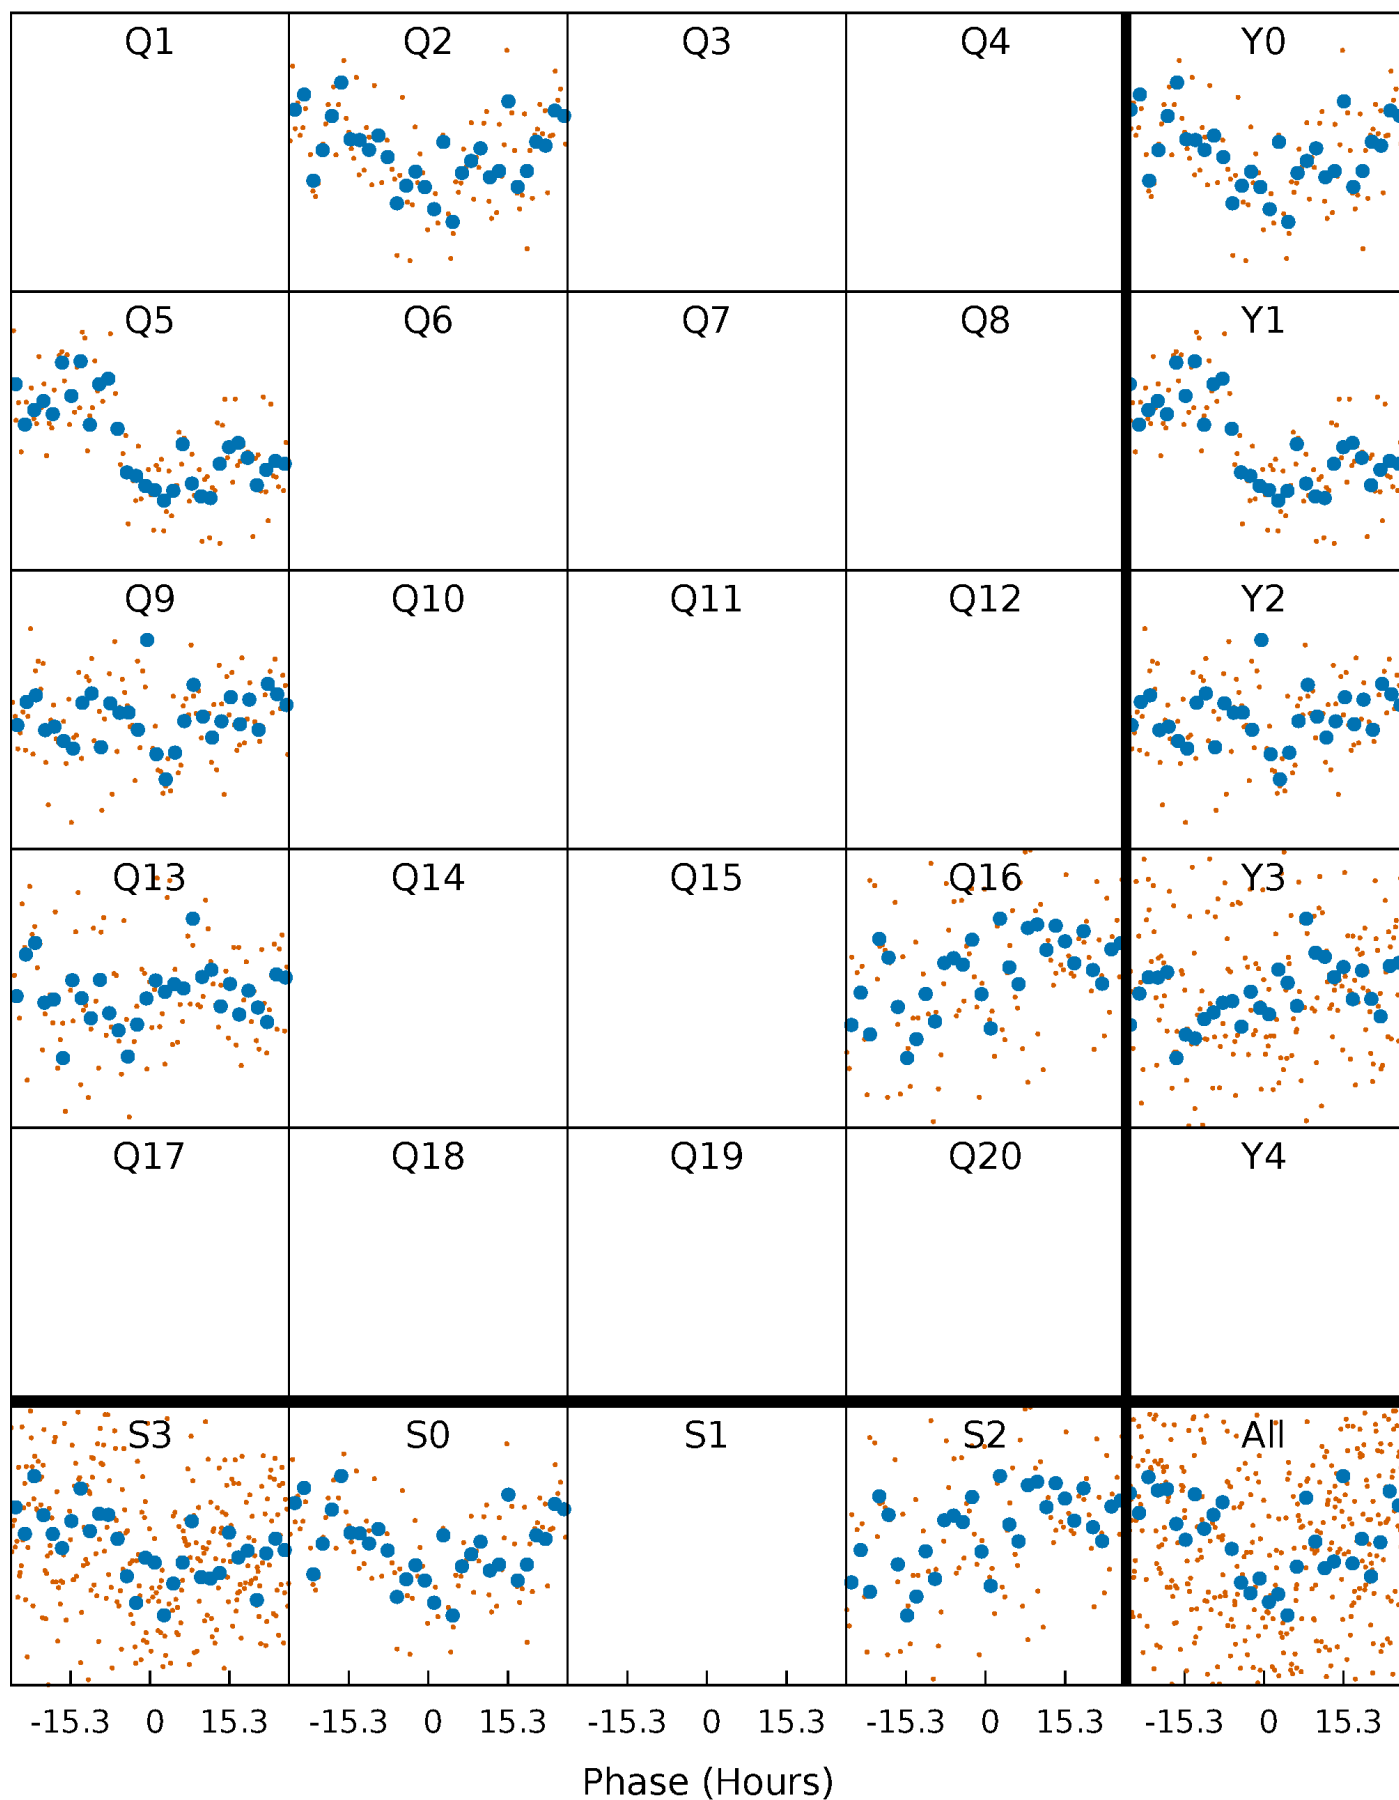 Q1 Q2 Q3 Q4 Y0
Q5 Q6 Q7 Q8 Y1
Q9 Q10 Q11 Q12 Y2
Q13 Q14 Q15 Q16 Y3
Q17 Q18 Q19 Q20 Y4
S3 S0 S1 S2 All
-15.3 0 15.3 -15.3 0 15.3 -15.3 0 15.3 -15.3 0 15.3 -15.3 0 15.3
Phase (Hours)